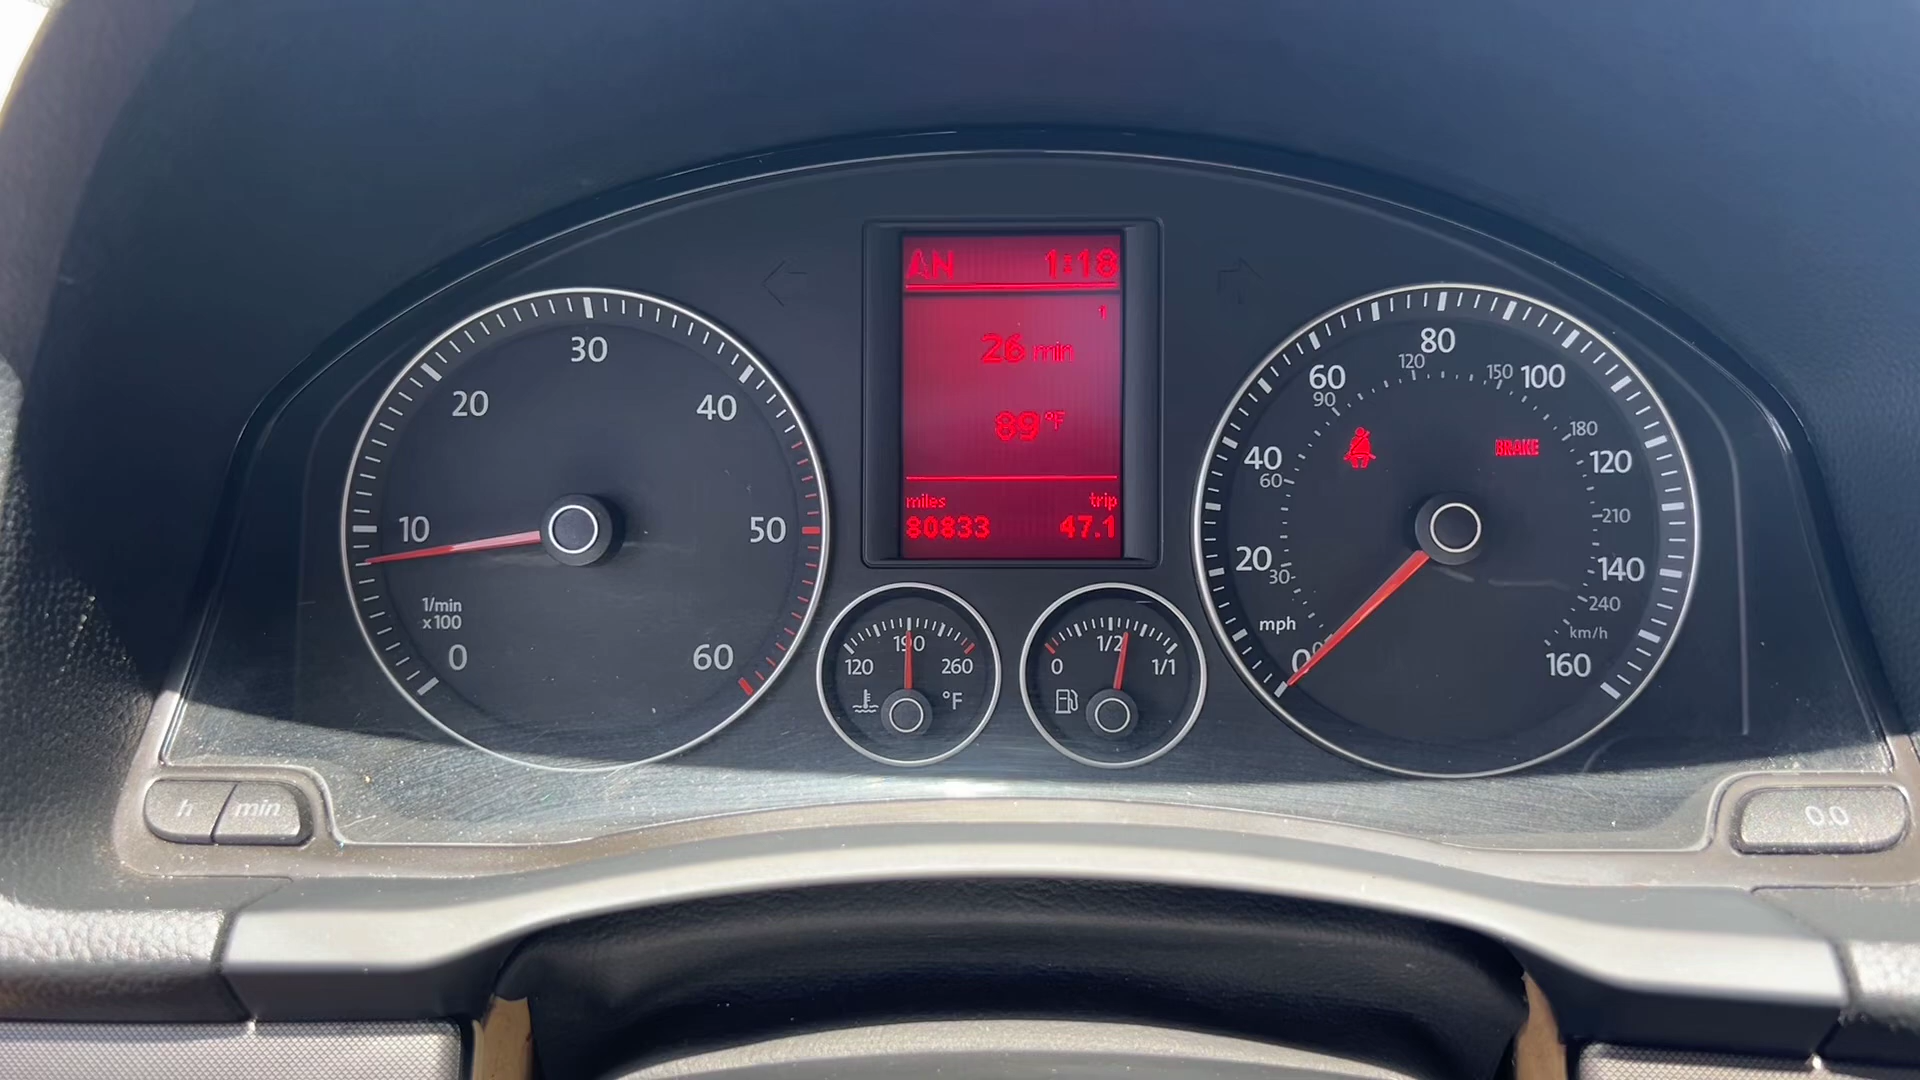 AN 1:18
1
26 min
89°F
miles trip
80833 47.1
0 10 20 30 40 50 60
1/min
x100
120 190 260
°F
0 1/2 1/1
0 20 40 60 80 100 120 140 160
mph
30 60 90 120 150 180 210 240
km/h
BRAKE
h min
0.0